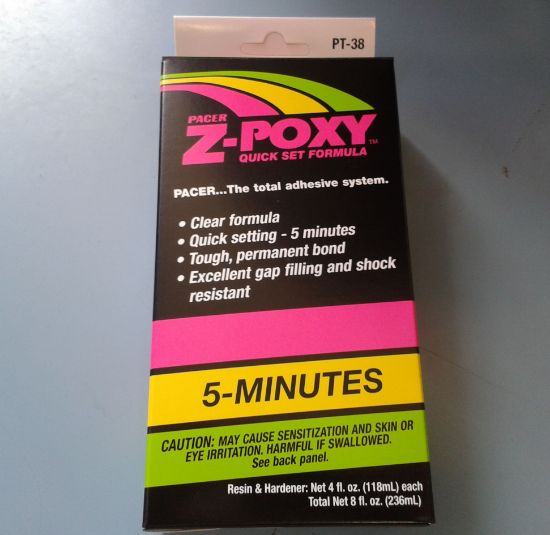 PT-38
PACER
Z-POXY™
QUICK SET FORMULA
PACER...The total adhesive system.
• Clear formula
• Quick setting - 5 minutes
• Tough, permanent bond
• Excellent gap filling and shock
resistant
5-MINUTES
CAUTION: MAY CAUSE SENSITIZATION AND SKIN OR
EYE IRRITATION. HARMFUL IF SWALLOWED.
See back panel.
Resin & Hardener: Net 4 fl. oz. (118mL) each
Total Net 8 fl. oz. (236mL)